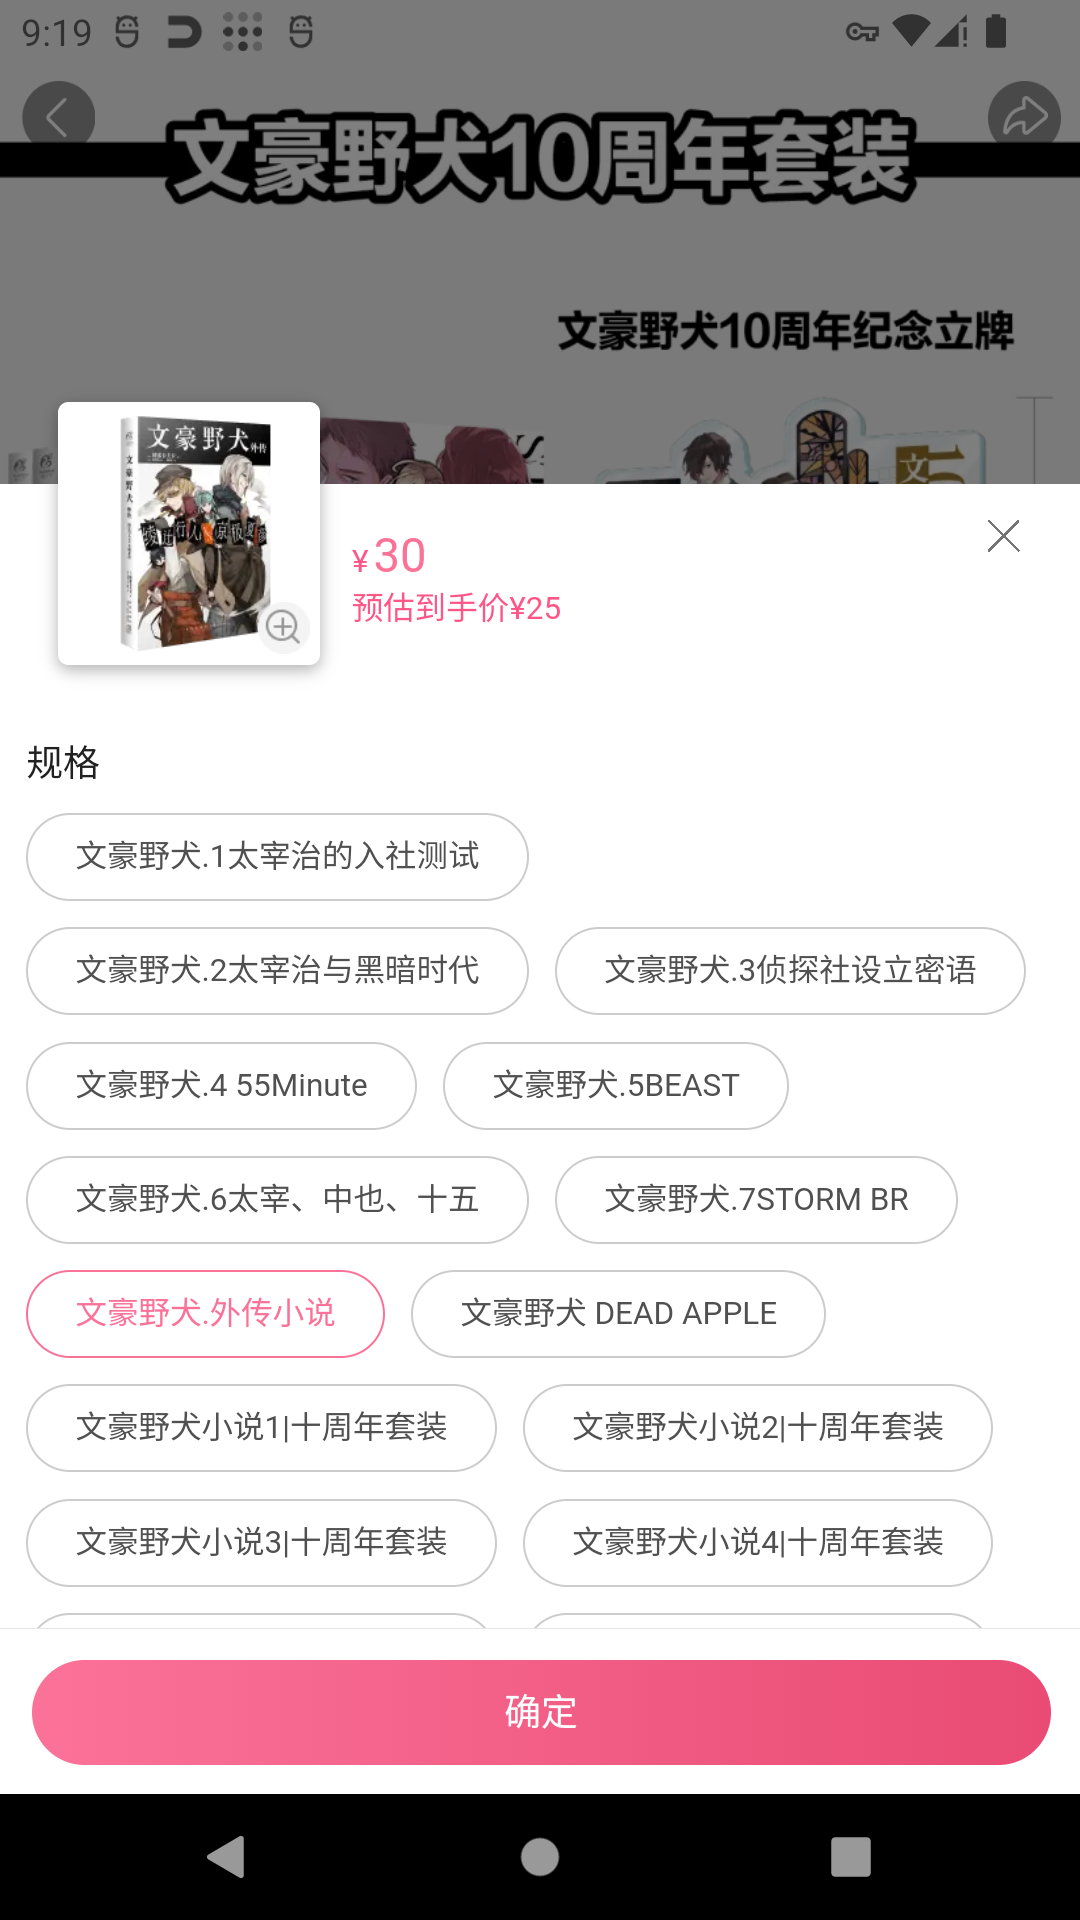 9:19
文豪野犬10周年套装
文豪野犬10周年纪念立牌
文豪野犬外传
¥30
预估到手价¥25
规格
文豪野犬.1太宰治的入社测试
文豪野犬.2太宰治与黑暗时代
文豪野犬.3侦探社设立密语
文豪野犬.4 55Minute
文豪野犬.5BEAST
文豪野犬.6太宰、中也、十五
文豪野犬.7STORM BR
文豪野犬.外传小说
文豪野犬 DEAD APPLE
文豪野犬小说1|十周年套装
文豪野犬小说2|十周年套装
文豪野犬小说3|十周年套装
文豪野犬小说4|十周年套装
确定